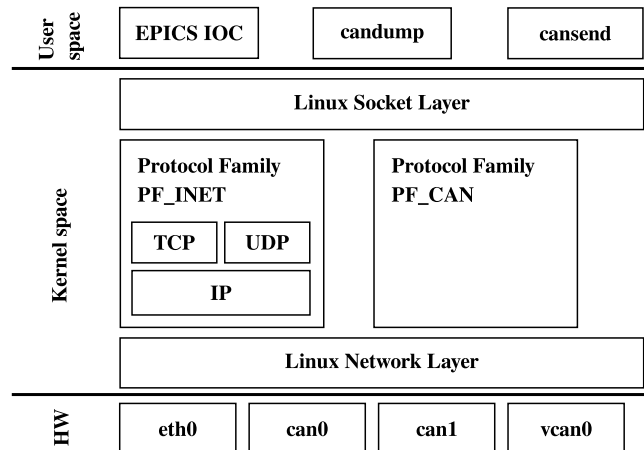 User
space
EPICS IOC
candump
cansend
Linux Socket Layer
Kernel space
Protocol Family
PF_INET
TCP
UDP
IP
Protocol Family
PF_CAN
Linux Network Layer
HW
eth0
can0
can1
vcan0